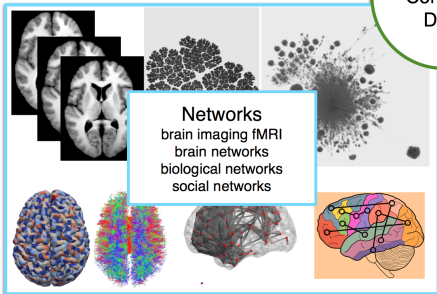 Networks
brain imaging fMRI
brain networks
biological networks
social networks